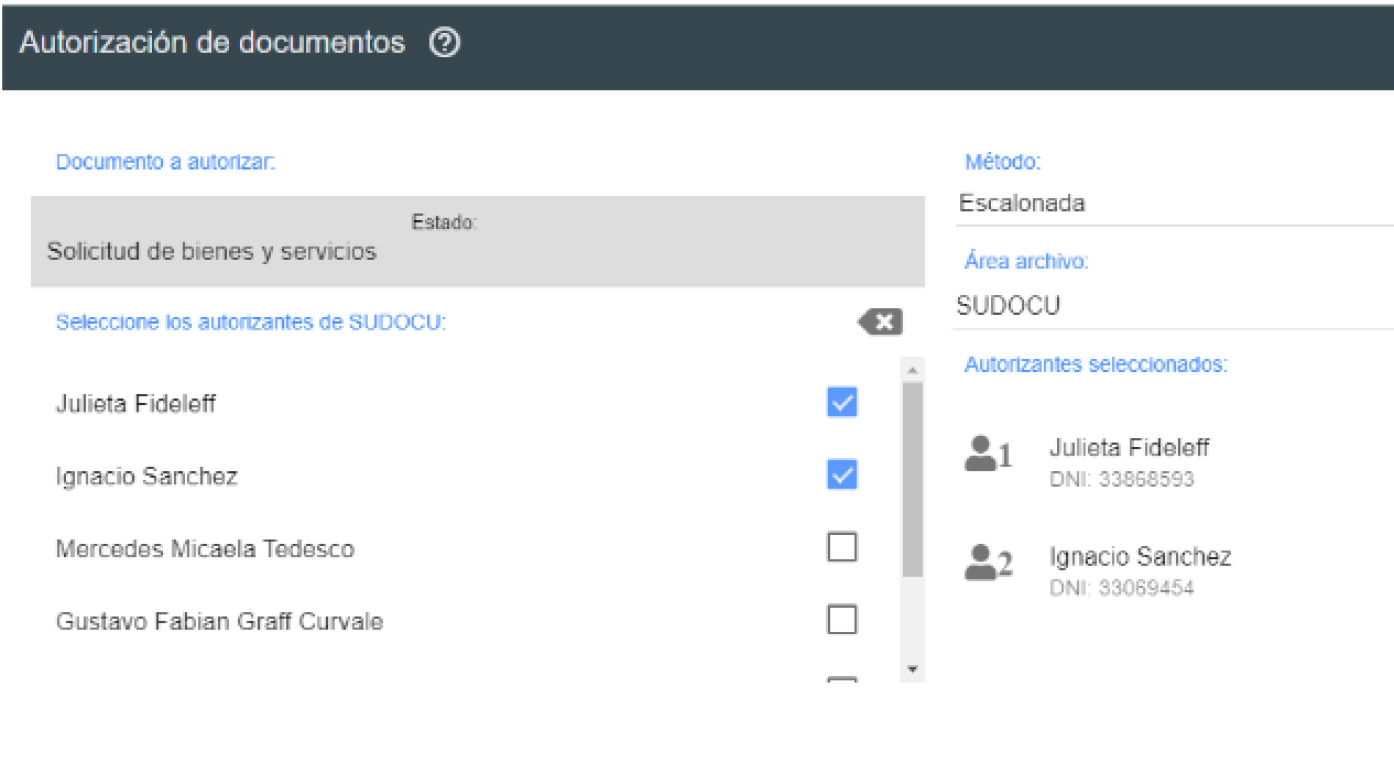 Autorización de documentos
Documento a autorizar:
Estado:
Solicitud de bienes y servicios
Seleccione los autorizantes de SUDOCU:
Julieta Fideleff
Ignacio Sanchez
Mercedes Micaela Tedesco
Gustavo Fabian Graff Curvale
Método:
Escalonada
Área archivo:
SUDOCU
Autorizantes seleccionados:
1 Julieta Fideleff
DNI: 33868593
2 Ignacio Sanchez
DNI: 33069454